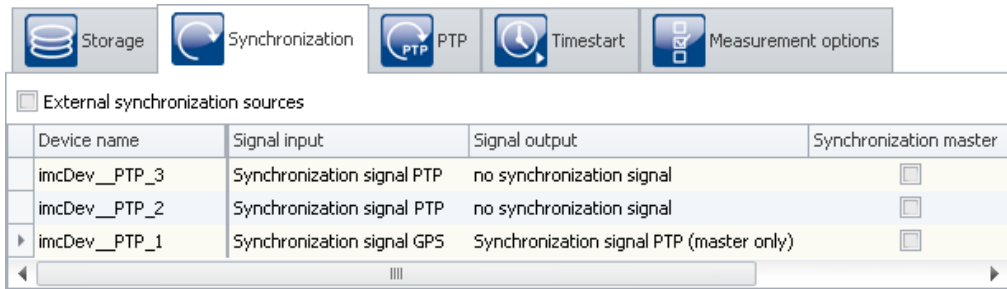 Storage Synchronization PTP PTP Timestart Measurement options
External synchronization sources
Device name Signal input Signal output Synchronization master
imcDev__PTP_3 Synchronization signal PTP no synchronization signal
imcDev__PTP_2 Synchronization signal PTP no synchronization signal
imcDev__PTP_1 Synchronization signal GPS Synchronization signal PTP (master only)